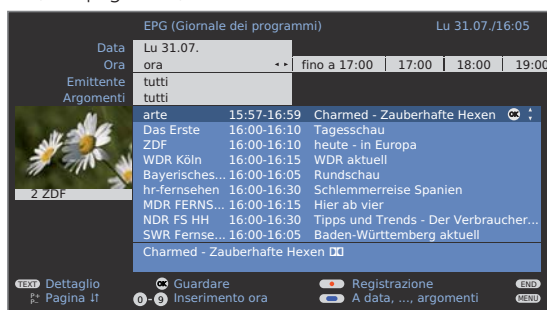 EPG (Giornale dei programmi) Lu 31.07./16:05
Data Lu 31.07.
Ora ora fino a 17:00 17:00 18:00 19:00
Emittente tutti
Argomenti tutti
arte 15:57-16:59 Charmed - Zauberhafte Hexen OK
Das Erste 16:00-16:10 Tagesschau
ZDF 16:00-16:10 heute - in Europa
WDR Köln 16:00-16:15 WDR aktuell
Bayerisches... 16:00-16:05 Rundschau
hr-fernsehen 16:00-16:30 Schlemmerreise Spanien
MDR FERNS... 16:00-16:15 Hier ab vier
NDR FS HH 16:00-16:30 Tipps und Trends - Der Verbraucher...
SWR Fernse... 16:00-16:05 Baden-Württemberg aktuell
2 ZDF
Charmed - Zauberhafte Hexen
TEXT Dettaglio OK Guardare Registrazione END
P+ P- Pagina 0-9 Inserimento ora A data, ..., argomenti MENU